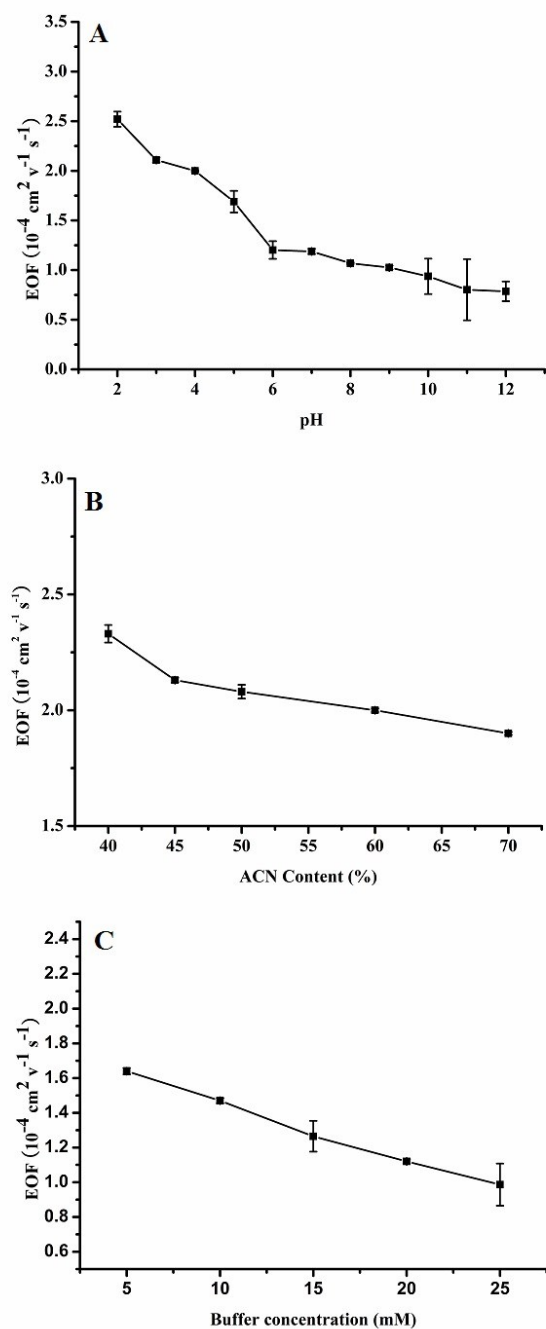 A
3.5
3.0
2.5
2.0
1.5
1.0
0.5
0.0
EOF (10⁻⁴ cm² v⁻¹ s⁻¹)
2 4 6 8 10 12
pH
B
3.0
2.5
2.0
1.5
EOF (10⁻⁴ cm² v⁻¹ s⁻¹)
40 45 50 55 60 65 70
ACN Content (%)
C
2.4
2.2
2.0
1.8
1.6
1.4
1.2
1.0
0.8
0.6
EOF (10⁻⁴ cm² v⁻¹ s⁻¹)
5 10 15 20 25
Buffer concentration (mM)